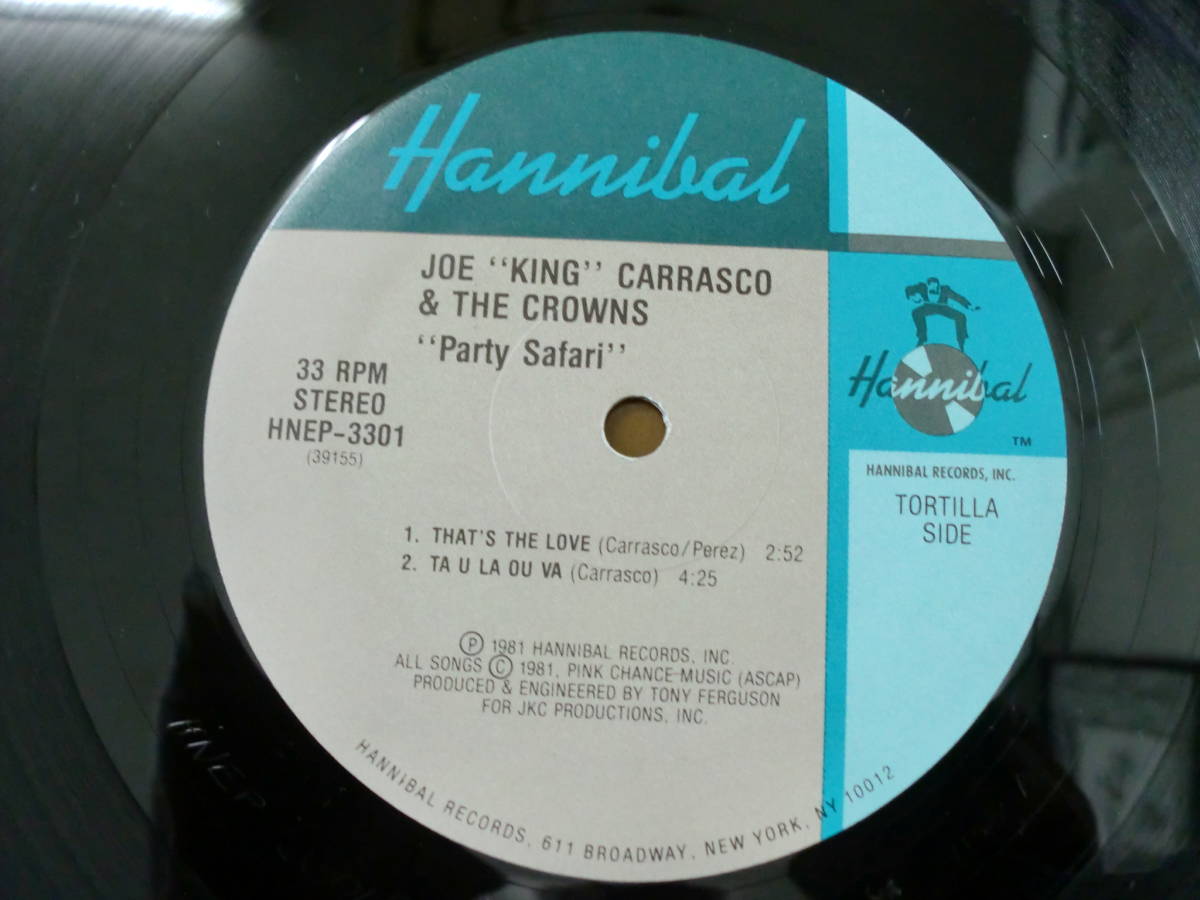 Hannibal
JOE "KING" CARRASCO
& THE CROWNS
"Party Safari"
33 RPM
STEREO
HNEP-3301
(39155)
Hannibal
TM
HANNIBAL RECORDS, INC.
TORTILLA
SIDE
1. THAT'S THE LOVE (Carrasco/Perez) 2:52
2. TA U LA OU VA (Carrasco) 4:25
Ⓟ 1981 HANNIBAL RECORDS, INC.
ALL SONGS © 1981, PINK CHANCE MUSIC (ASCAP)
PRODUCED & ENGINEERED BY TONY FERGUSON
FOR JKC PRODUCTIONS, INC.
HANNIBAL RECORDS, 611 BROADWAY, NEW YORK, NY 10012
HNEP